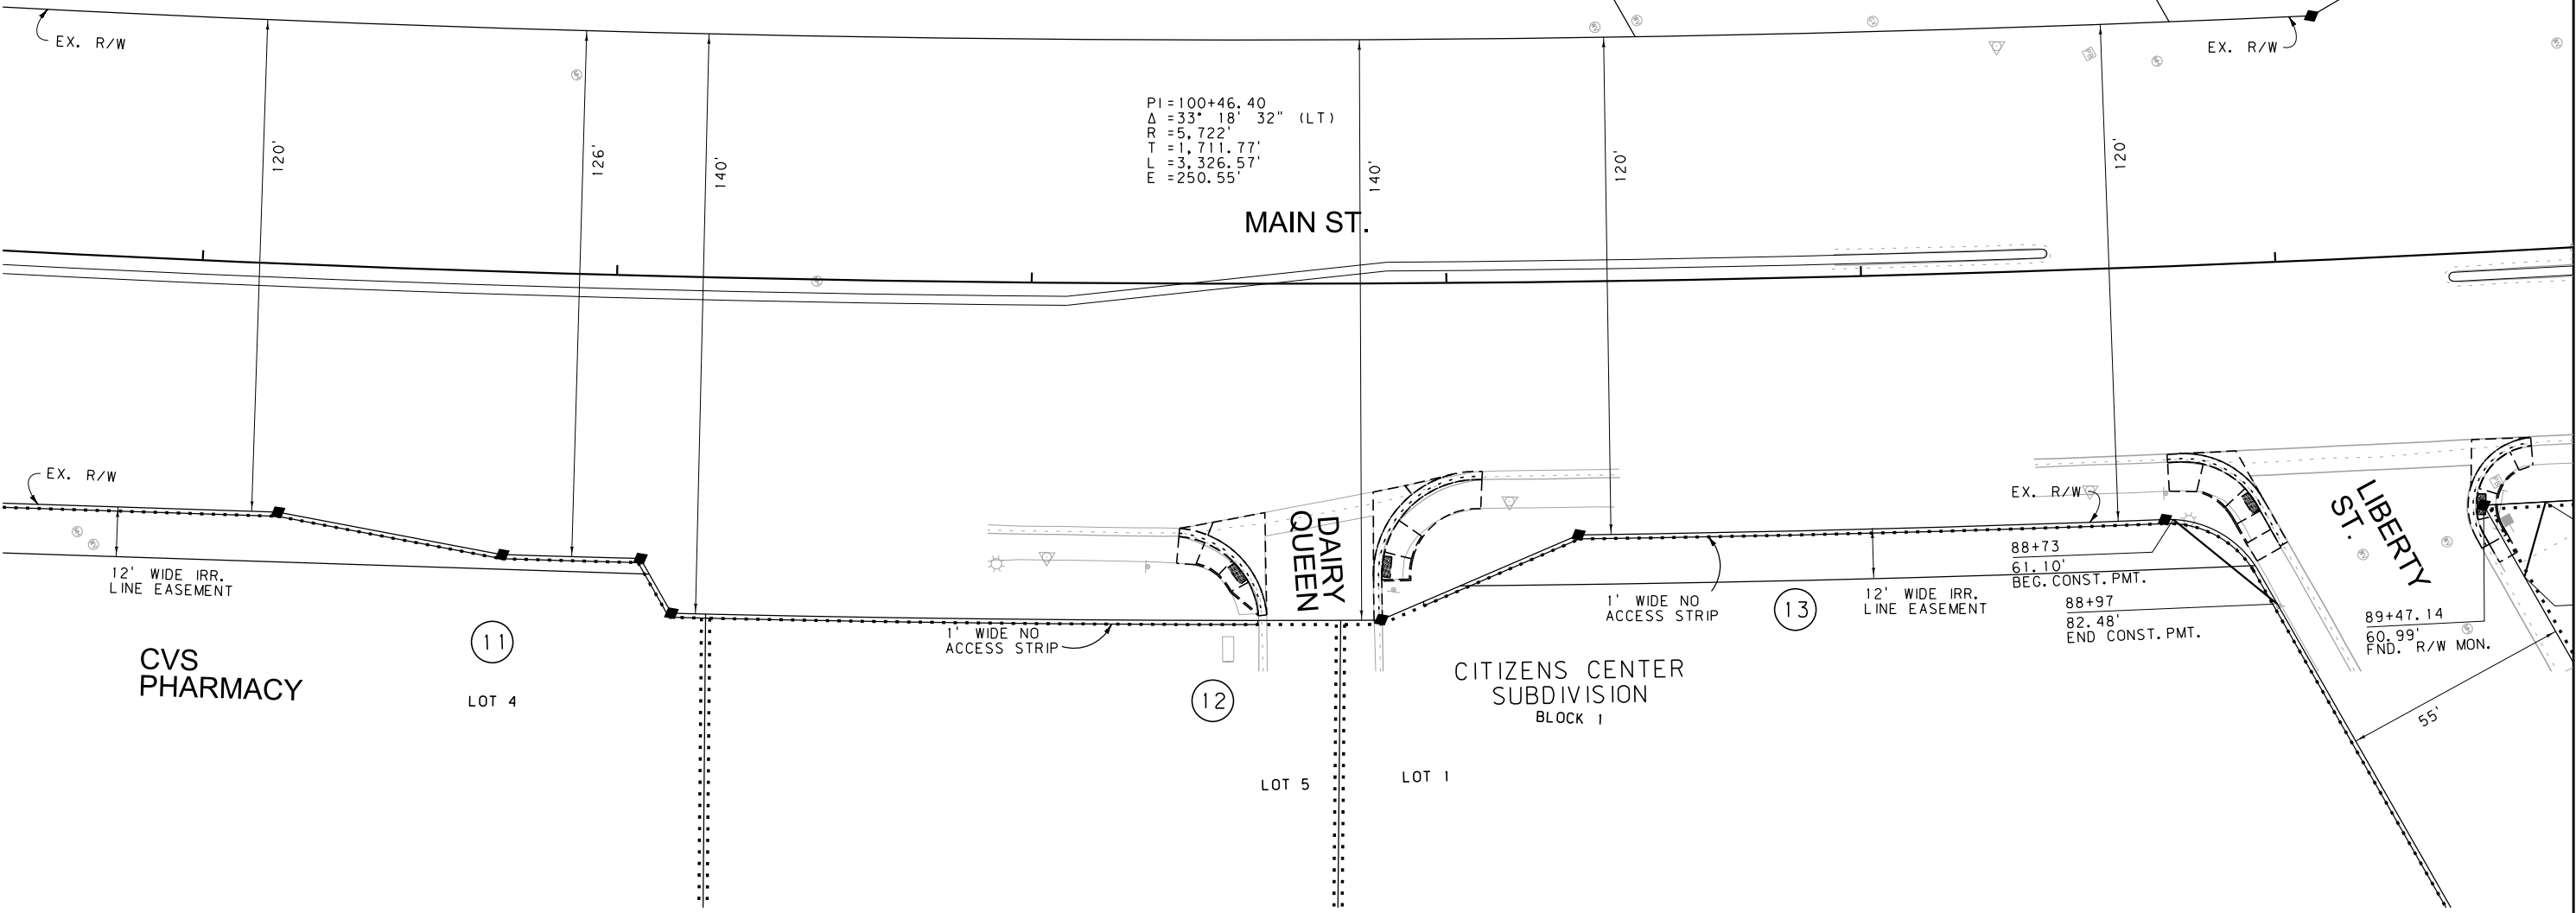 EX. R/W
EX. R/W
120'
126'
140'
PI=100+46.40
Δ =33° 18' 32" (LT)
R =5,722'
T =1,711.77'
L =3,326.57'
E =250.55'
140'
120'
120'
MAIN ST.
EX. R/W
12' WIDE IRR.
LINE EASEMENT
CVS
PHARMACY
11
LOT 4
1' WIDE NO
ACCESS STRIP
12
DAIRY
QUEEN
LOT 5
LOT 1
CITIZENS CENTER
SUBDIVISION
BLOCK 1
1' WIDE NO
ACCESS STRIP
13
12' WIDE IRR.
LINE EASEMENT
EX. R/W
88+73
61.10'
BEG.CONST.PMT.
88+97
82.48'
END CONST.PMT.
LIBERTY
ST.
89+47.14
60.99'
FND. R/W MON.
55'